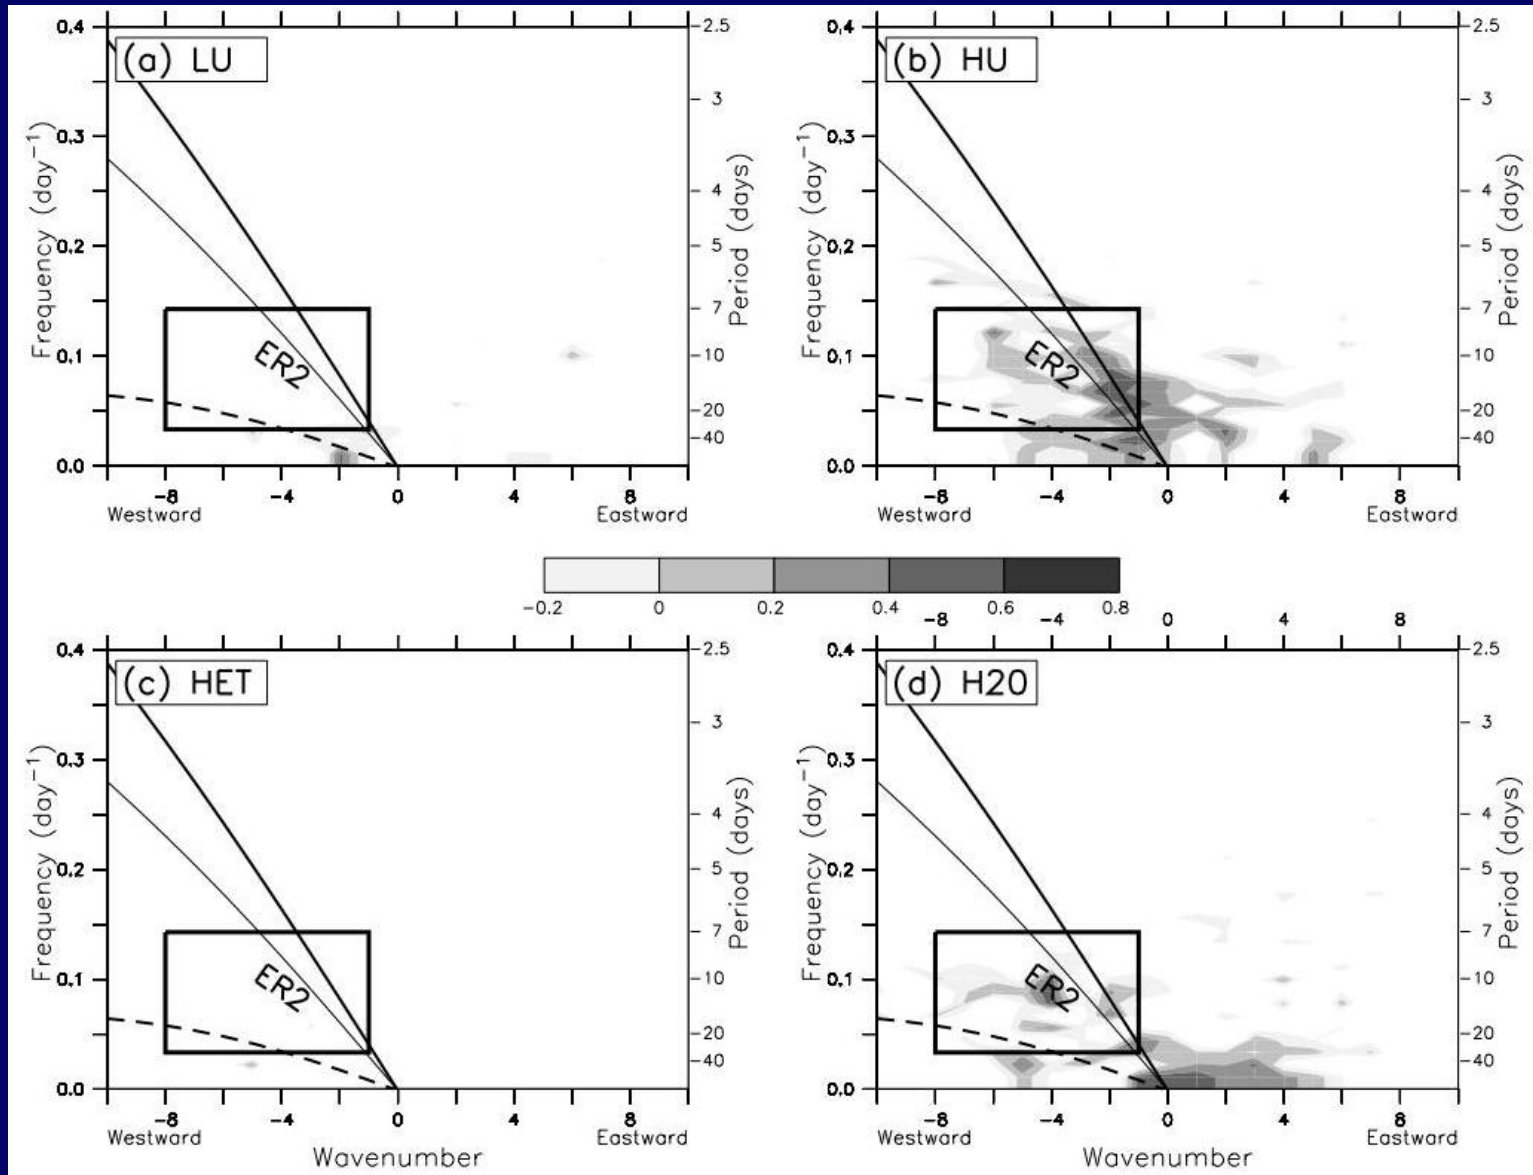 (a) LU
0.4
0.3
0.2
0.1
0.0
Frequency (day⁻¹)
2.5
3
4
5
7
10
20
40
Period (days)
ER2
-8 -4 0 4 8
Westward Eastward
(b) HU
0.4
0.3
0.2
0.1
0.0
Frequency (day⁻¹)
2.5
3
4
5
7
10
20
40
Period (days)
ER2
-8 -4 0 4 8
Westward Eastward
-0.2 0 0.2 0.4 0.6 0.8
-8 -4 0 4 8
(c) HET
0.4
0.3
0.2
0.1
0.0
Frequency (day⁻¹)
2.5
3
4
5
7
10
20
40
Period (days)
ER2
-8 -4 0 4 8
Westward Eastward
Wavenumber
(d) H20
0.4
0.3
0.2
0.1
0.0
Frequency (day⁻¹)
2.5
3
4
5
7
10
20
40
Period (days)
ER2
-8 -4 0 4 8
Westward Eastward
Wavenumber